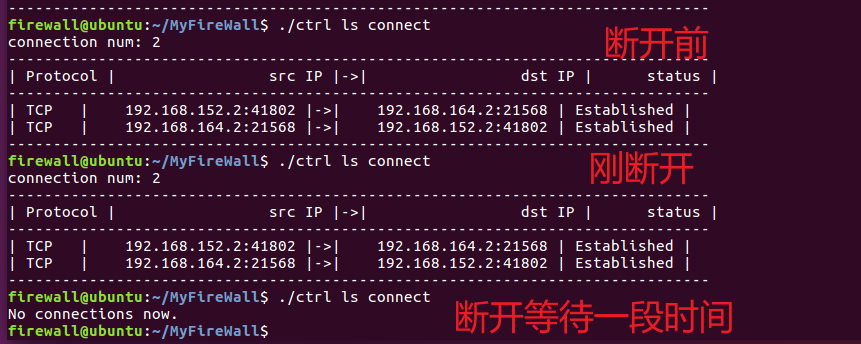 --------------------------------------------------------------------------------
firewall@ubuntu:~/MyFireWall$ ./ctrl ls connect
connection num: 2
断开前
--------------------------------------------------------------------------------
| Protocol |                  src IP |->|                  dst IP |      status |
--------------------------------------------------------------------------------
| TCP   |    192.168.152.2:41802 |->|    192.168.164.2:21568 | Established |
| TCP   |    192.168.164.2:21568 |->|    192.168.152.2:41802 | Established |
--------------------------------------------------------------------------------
firewall@ubuntu:~/MyFireWall$ ./ctrl ls connect
connection num: 2
刚断开
--------------------------------------------------------------------------------
| Protocol |                  src IP |->|                  dst IP |      status |
--------------------------------------------------------------------------------
| TCP   |    192.168.152.2:41802 |->|    192.168.164.2:21568 | Established |
| TCP   |    192.168.164.2:21568 |->|    192.168.152.2:41802 | Established |
--------------------------------------------------------------------------------
firewall@ubuntu:~/MyFireWall$ ./ctrl ls connect
No connections now.
断开等待一段时间
firewall@ubuntu:~/MyFireWall$